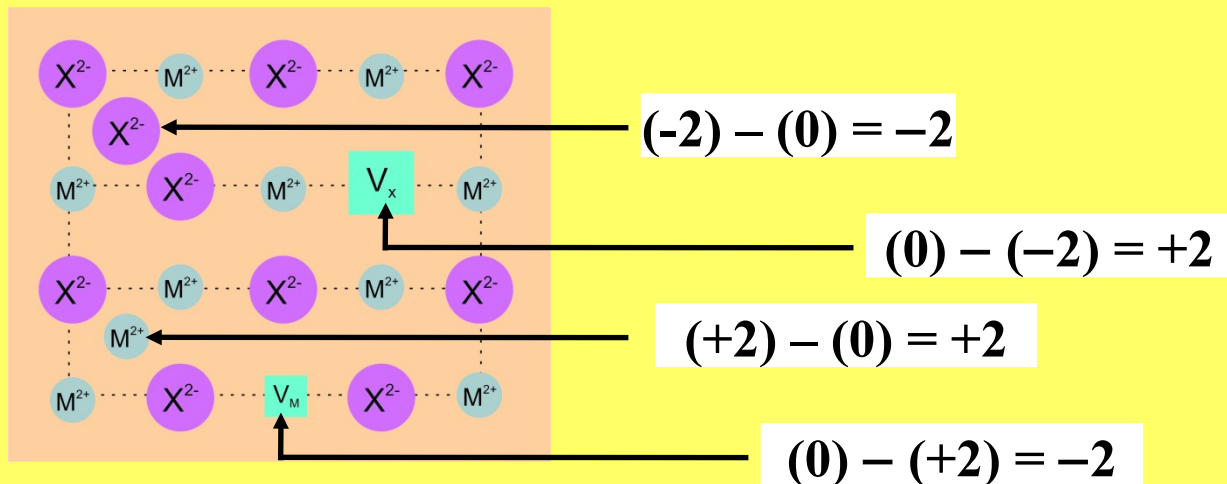 X²⁻ M²⁺ X²⁻ M²⁺ X²⁻
X²⁻
(-2) – (0) = –2
M²⁺ X²⁻ M²⁺ Vₓ M²⁺
(0) – (–2) = +2
X²⁻ M²⁺ X²⁻ M²⁺ X²⁻
M²⁺
(+2) – (0) = +2
M²⁺ X²⁻ V_M X²⁻ M²⁺
(0) – (+2) = –2